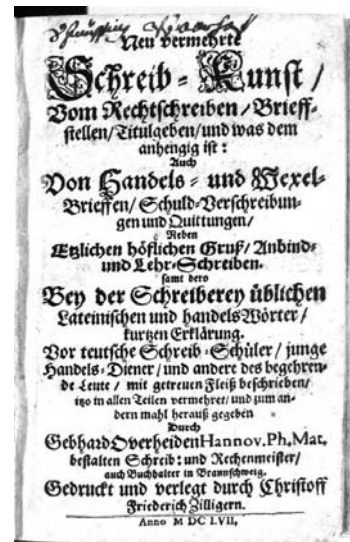 Neu vermehrte
Schreib-Kunst/
Vom Rechtschreiben/Brieff-
stellen/Titulgeben/und was dem
anhengig ist:
Auch
Von Handels- und Wexel-
Brieffen/Schuld-Verschreibun-
gen und Quittungen/
Neben
Etzlichen höflichen Gruß/Anbind-
und Lehr-Schreiben.
samt dero
Bey der Schreiberey üblichen
Lateinischen und handels Wörter/
kurtzen Erklärung.
Vor teutsche Schreib-Schüler/junge
Handels-Diener/und andere des begehren-
de Leute/mit getreuen Fleiß beschrieben/
itzo in allen Teilen vermehret/und zum an-
dern mahl herauß gegeben
Durch
Gebhard Overheiden Hannov. Ph. Mat.
bestalten Schreib: und Rechenmeister/
auch Buchhalter in Braunschweig.
Gedruckt und verlegt durch Christoff
Friederich Zilligern.
Anno M DC LVII.